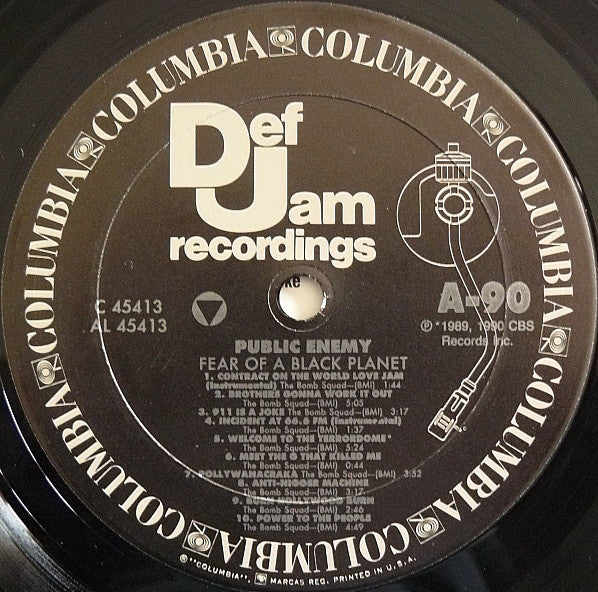 COLUMBIA COLUMBIA COLUMBIA COLUMBIA COLUMBIA COLUMBIA COLUMBIA COLUMBIA COLUMBIA
Def
Jam
recordings
C 45413
AL 45413
A-90
℗*1989, 1990 CBS
Records Inc.
PUBLIC ENEMY
FEAR OF A BLACK PLANET
1. CONTRACT ON THE WORLD LOVE JAM
(Instrumental) The Bomb Squad—(BMI) 1:44
2. BROTHERS GONNA WORK IT OUT
The Bomb Squad—(BMI) 5:05
3. 911 IS A JOKE The Bomb Squad—(BMI) 3:17
4. INCIDENT AT 66.6 FM (Instrumental)
The Bomb Squad—(BMI) 1:37
5. WELCOME TO THE TERRORDOME*
The Bomb Squad—(BMI) 5:24
6. MEET THE G THAT KILLED ME
The Bomb Squad—(BMI) 0:44
7. POLLYWANACRAKA The Bomb Squad—(BMI) 3:52
8. ANTI-NIGGER MACHINE
The Bomb Squad—(BMI) 3:17
9. BURN HOLLYWOOD BURN
The Bomb Squad—(BMI) 2:46
10. POWER TO THE PEOPLE
The Bomb Squad—(BMI) 4:49
® "COLUMBIA", MARCAS REG. PRINTED IN U.S.A.